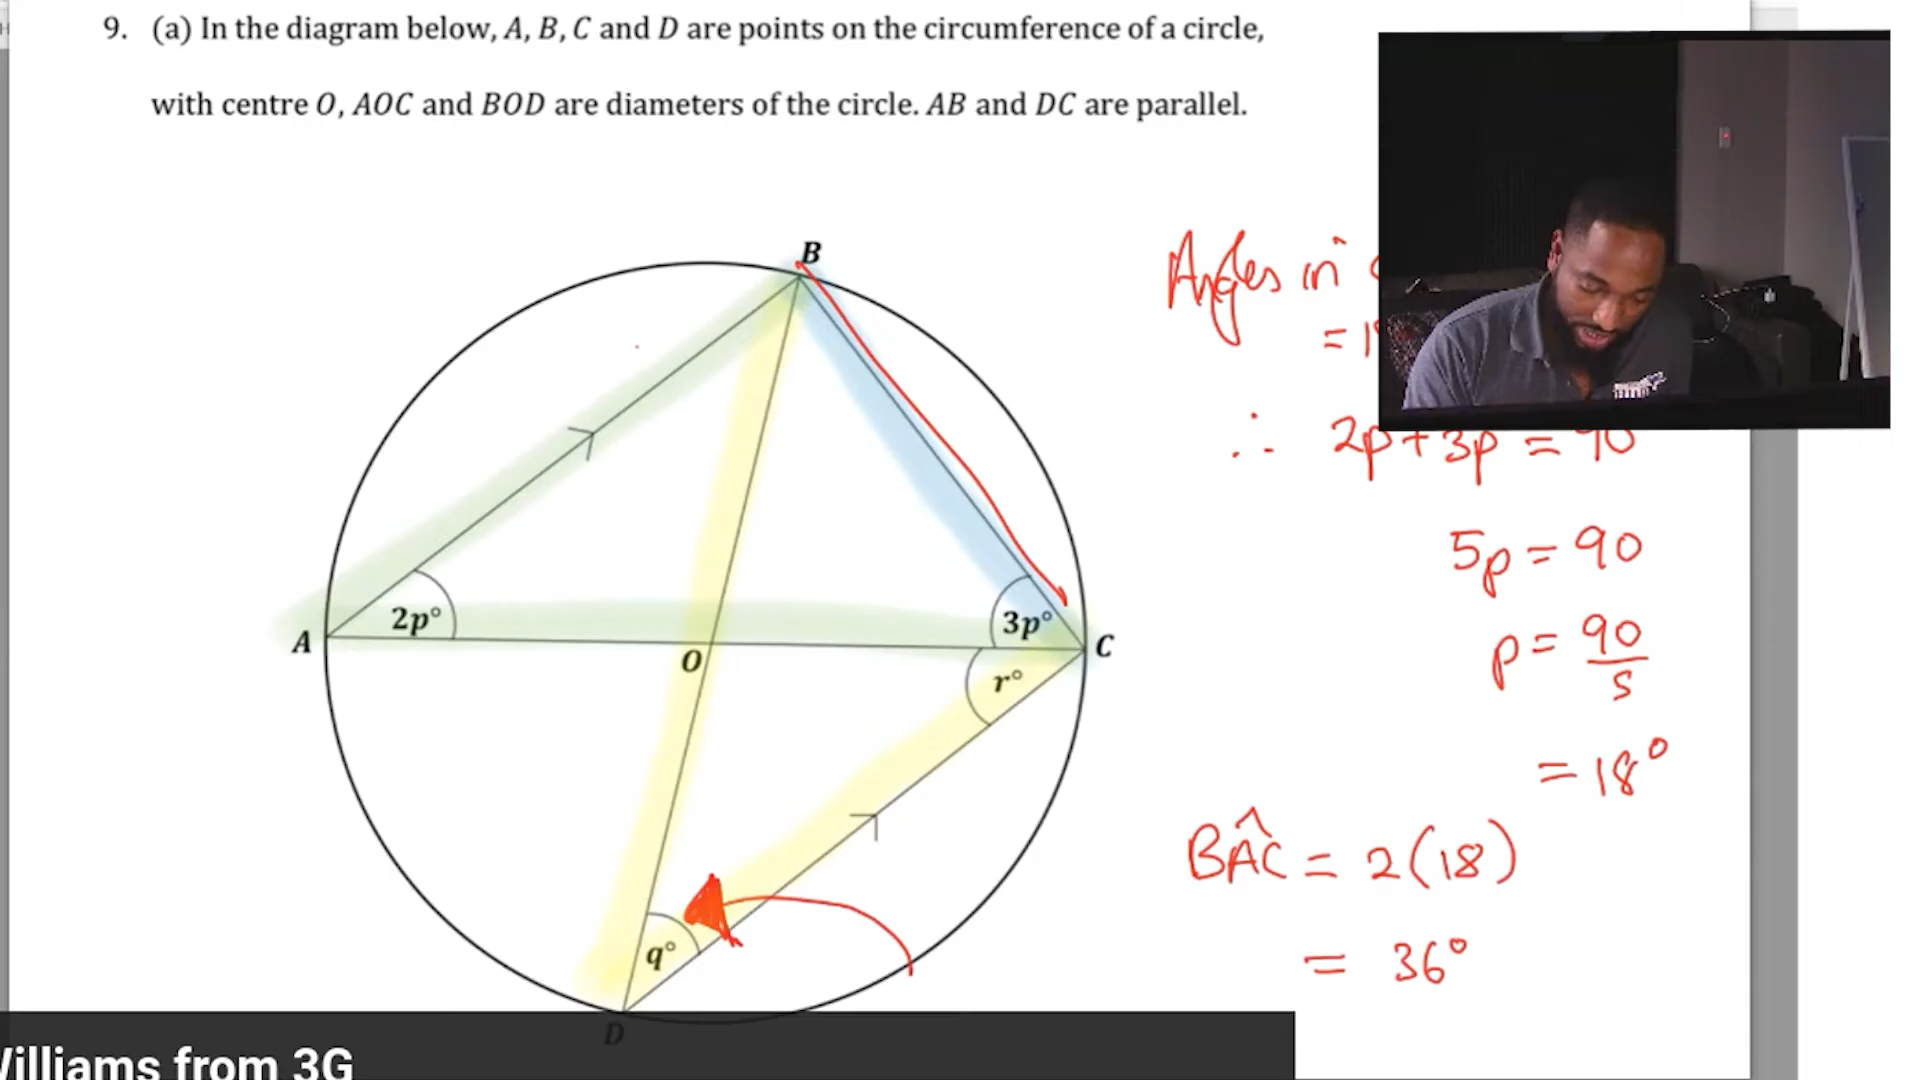 9. (a) In the diagram below, A, B, C and D are points on the circumference of a circle,
with centre O, AOC and BOD are diameters of the circle. AB and DC are parallel.
B
Angles in
=
∴ 2p+3p = 90
5p = 90
2p°
3p°
A
O
C
r°
p = 90/5
= 18°
BÂC = 2(18)
q°
= 36°
D
Williams from 3G